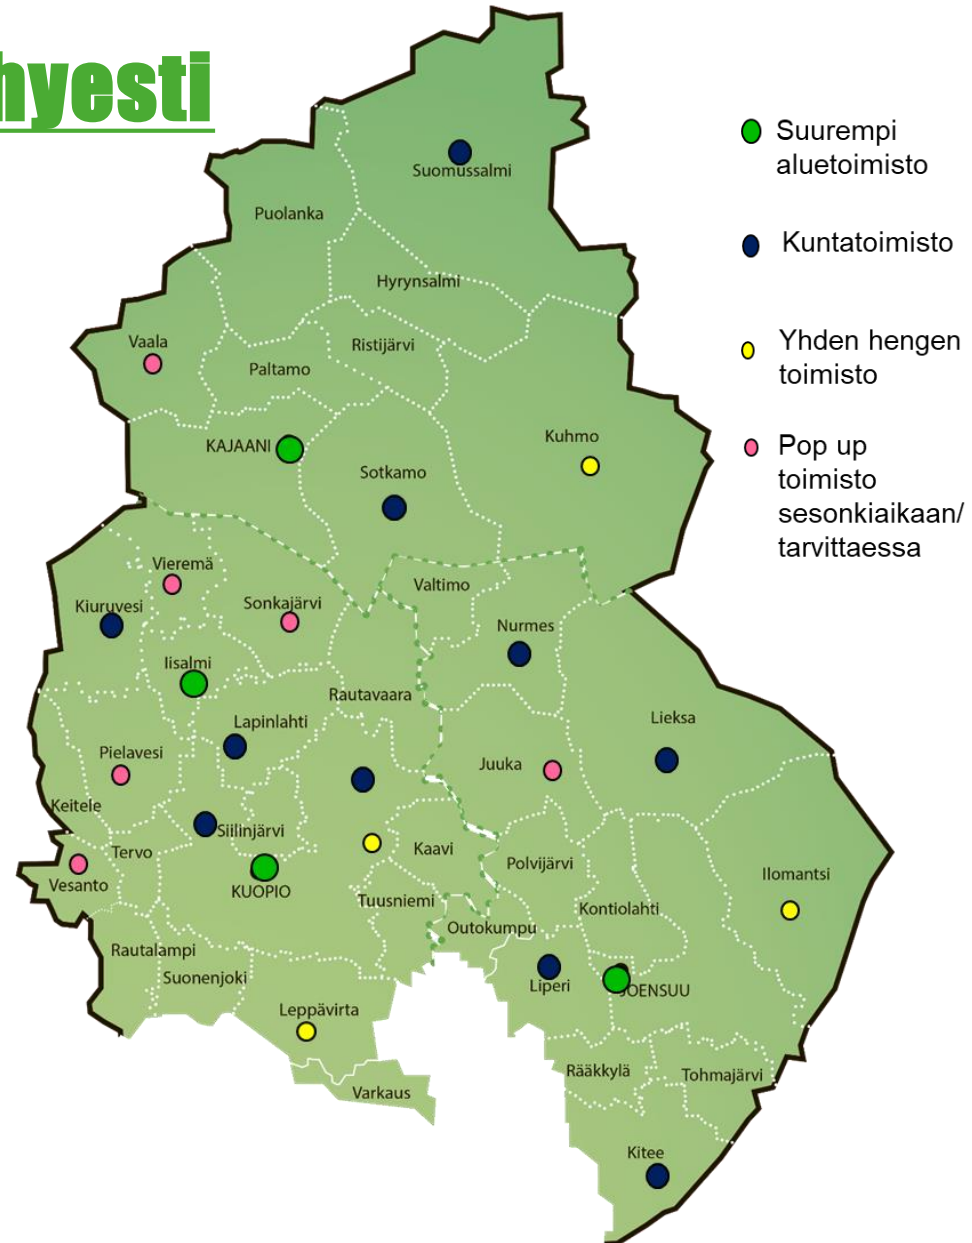 hyesti
Suurempi
aluetoimisto
Kuntatoimisto
Yhden hengen
toimisto
Pop up
toimisto
sesonkiaikaan/
tarvittaessa
Suomussalmi
Puolanka
Hyrynsalmi
Vaala
Ristijärvi
Paltamo
KAJAANI
Kuhmo
Sotkamo
Vieremä
Valtimo
Kiuruvesi
Sonkajärvi
Nurmes
Iisalmi
Rautavaara
Lapinlahti
Lieksa
Pielavesi
Juuka
Keitele
Siilinjärvi
Tervo
Kaavi
Polvijärvi
Vesanto
KUOPIO
Ilomantsi
Tuusniemi
Kontiolahti
Outokumpu
Rautalampi
Suonenjoki
Liperi
JOENSUU
Leppävirta
Rääkkylä
Tohmajärvi
Varkaus
Kitee